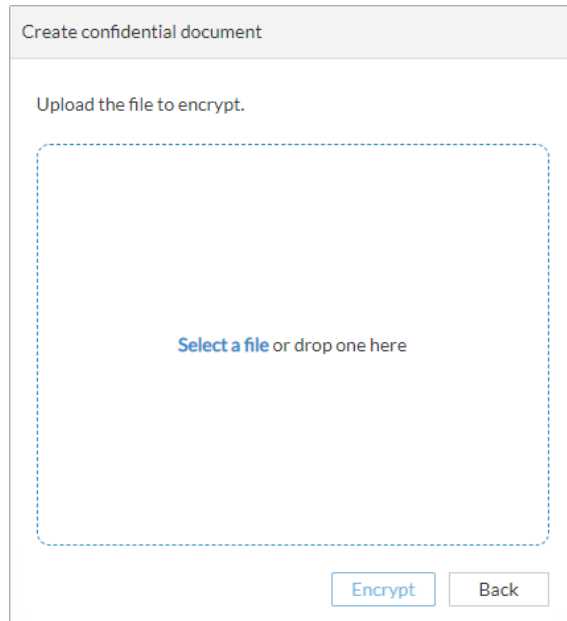 Create confidential document
Upload the file to encrypt.
Select a file or drop one here
Encrypt Back